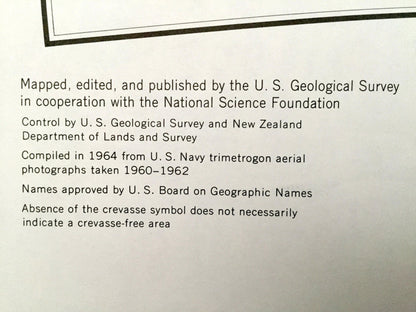 Mapped, edited, and published by the U. S. Geological Survey
in cooperation with the National Science Foundation
Control by U. S. Geological Survey and New Zealand
Department of Lands and Survey
Compiled in 1964 from U. S. Navy trimetrogon aerial
photographs taken 1960–1962
Names approved by U. S. Board on Geographic Names
Absence of the crevasse symbol does not necessarily
indicate a crevasse-free area